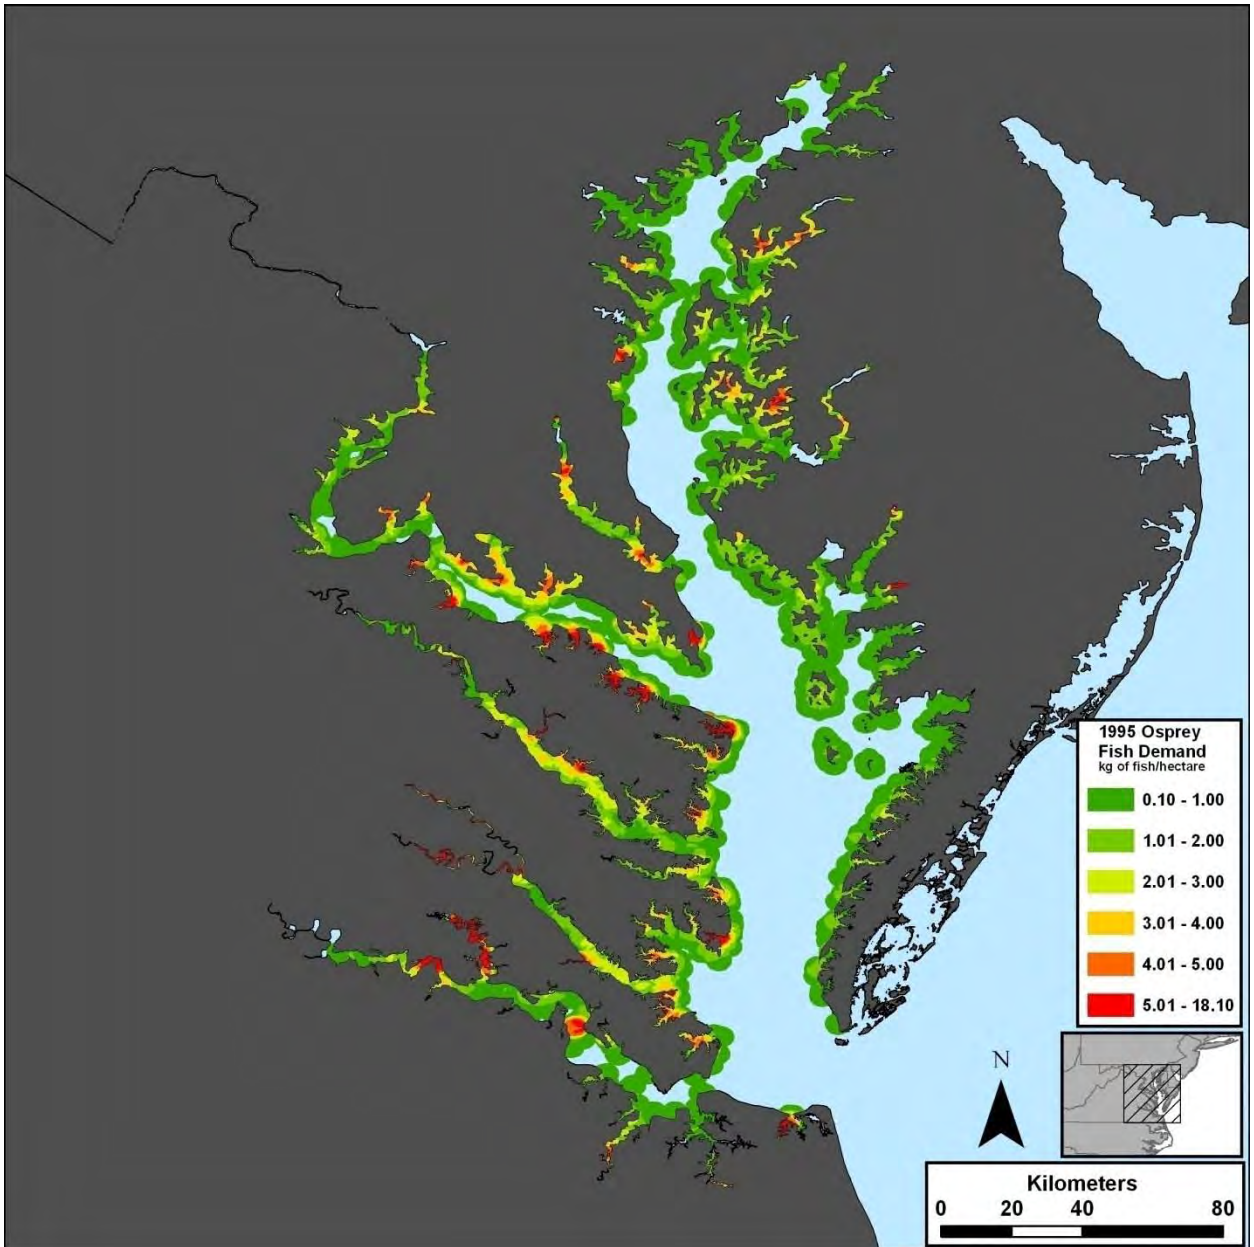 1995 Osprey
Fish Demand
kg of fish/hectare
0.10 - 1.00
1.01 - 2.00
2.01 - 3.00
3.01 - 4.00
4.01 - 5.00
5.01 - 18.10
N
Kilometers
0 20 40 80